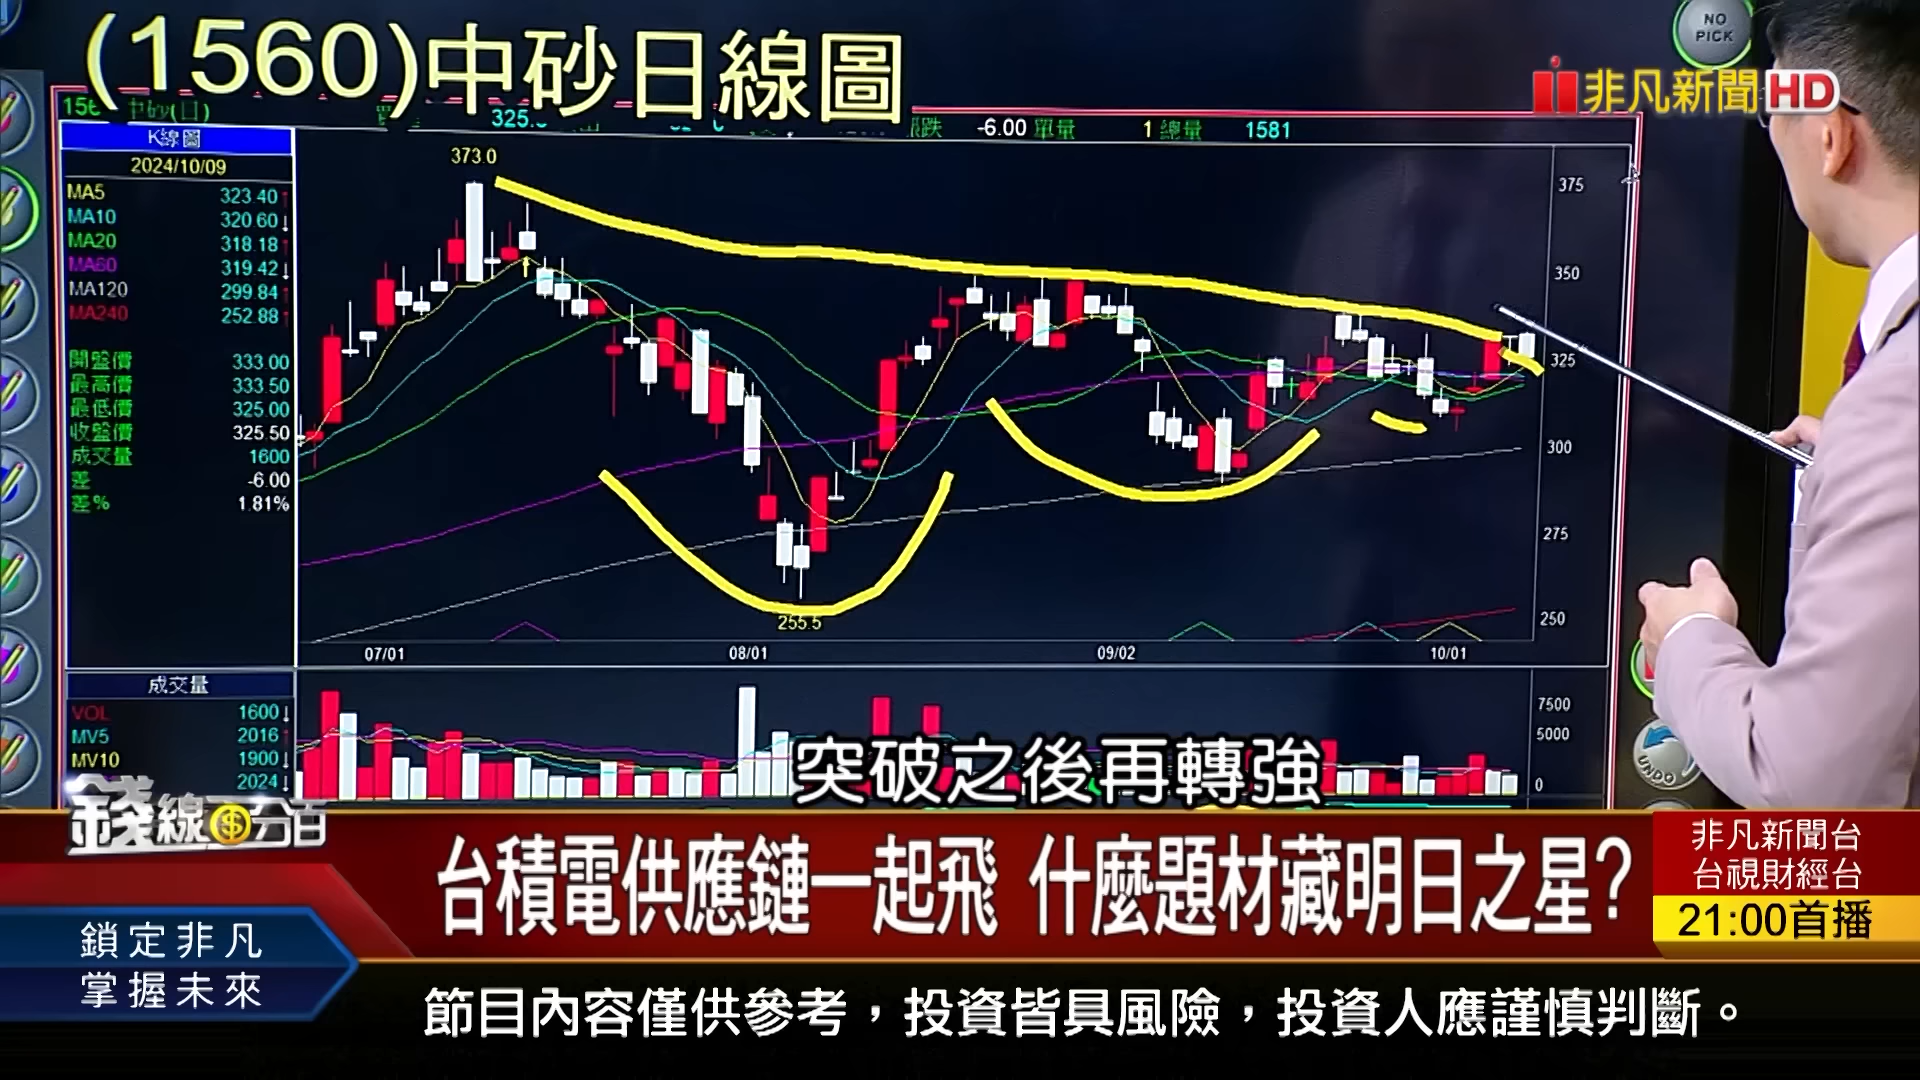 (1560)中砂日線圖
NO
PICK
非凡新聞HD
-6.00 單量 1 總量 1581
K線圖
2024/10/09
MA5 323.40
MA10 320.60
MA20 318.18
MA60 319.42
MA120 299.84
MA240 252.88
開盤價 333.00
最高價 333.50
最低價 325.00
收盤價 325.50
成交量 1600
差 -6.00
差% 1.81%
373.0
375
350
325
300
275
250
255.5
07/01 08/01 09/02 10/01
成交量
VOL 1600
MV5 2016
MV10 1900
2024
7500
5000
0
UNDO
突破之後再轉強
錢線百分百
台積電供應鏈一起飛 什麼題材藏明日之星?
非凡新聞台
台視財經台
21:00首播
鎖定非凡
掌握未來
節目內容僅供參考，投資皆具風險，投資人應謹慎判斷。